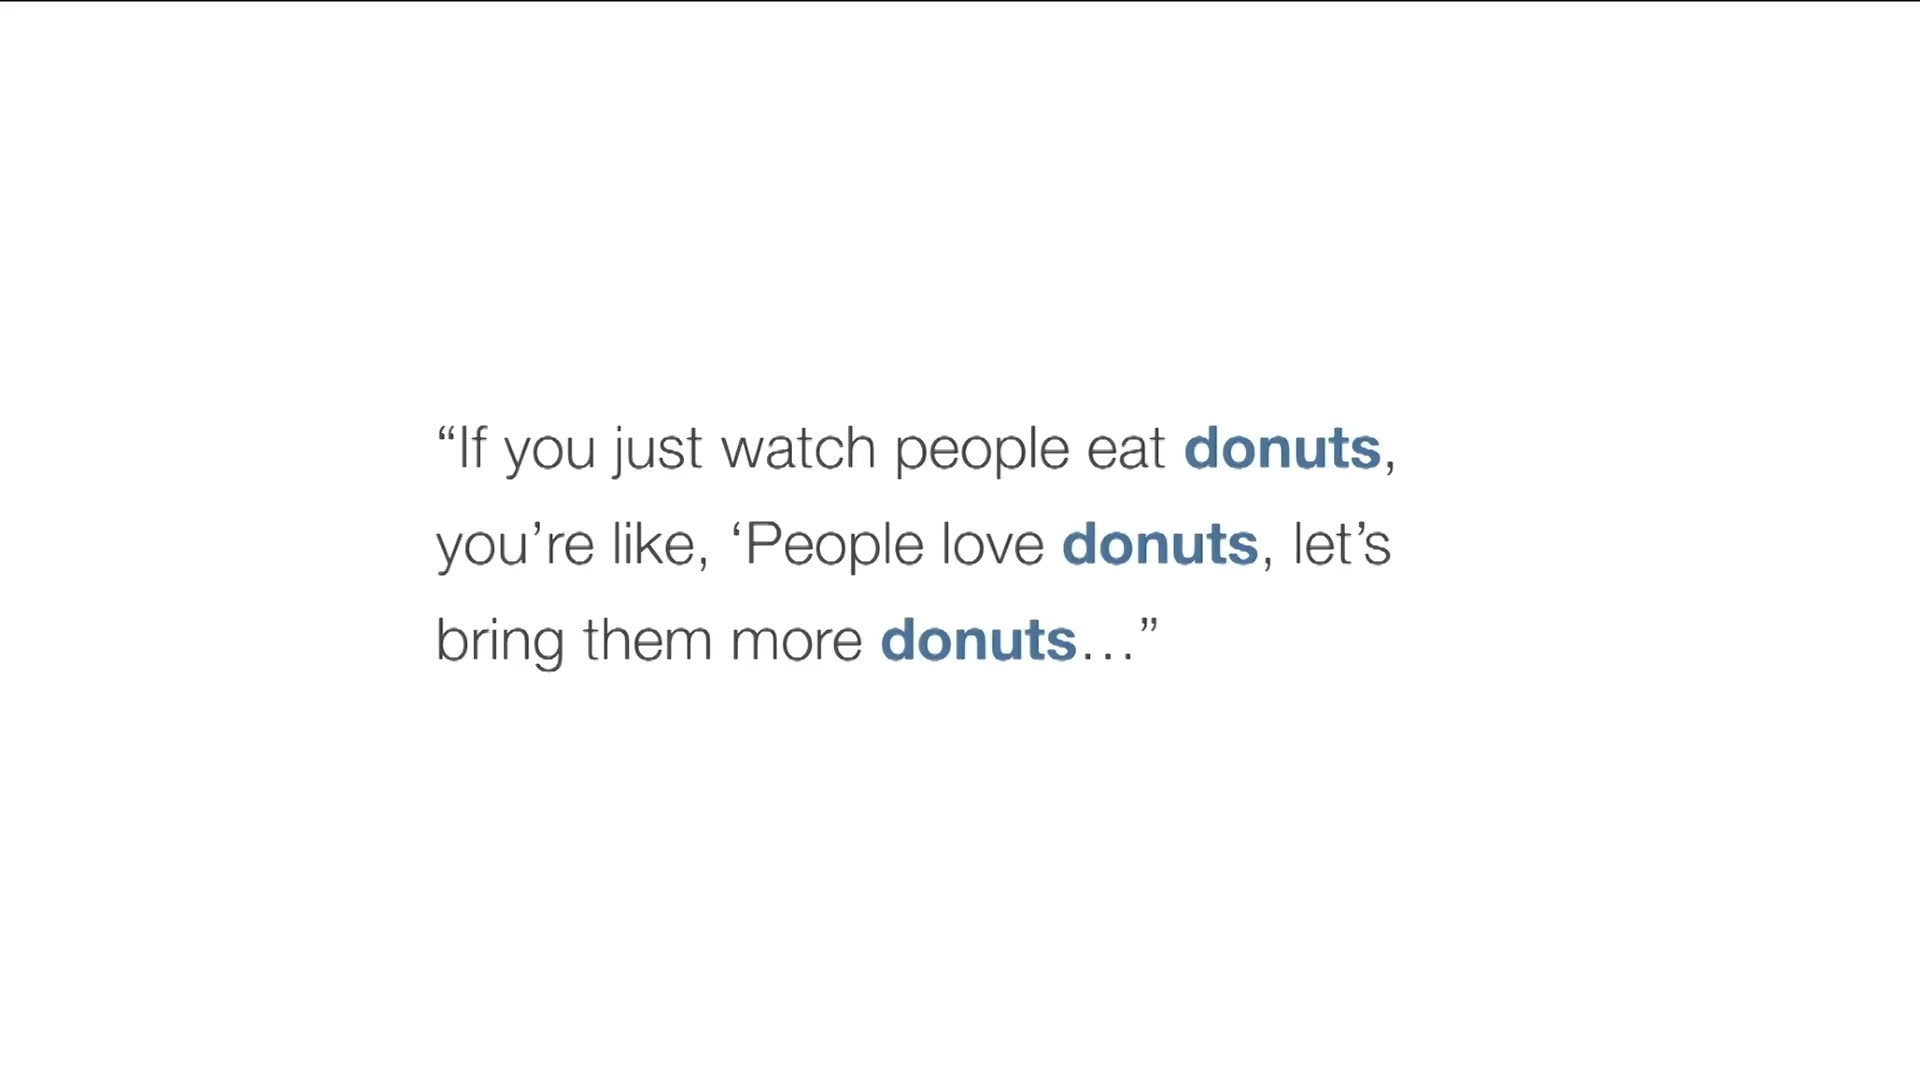 “If you just watch people eat donuts,
you’re like, ‘People love donuts, let’s
bring them more donuts…”